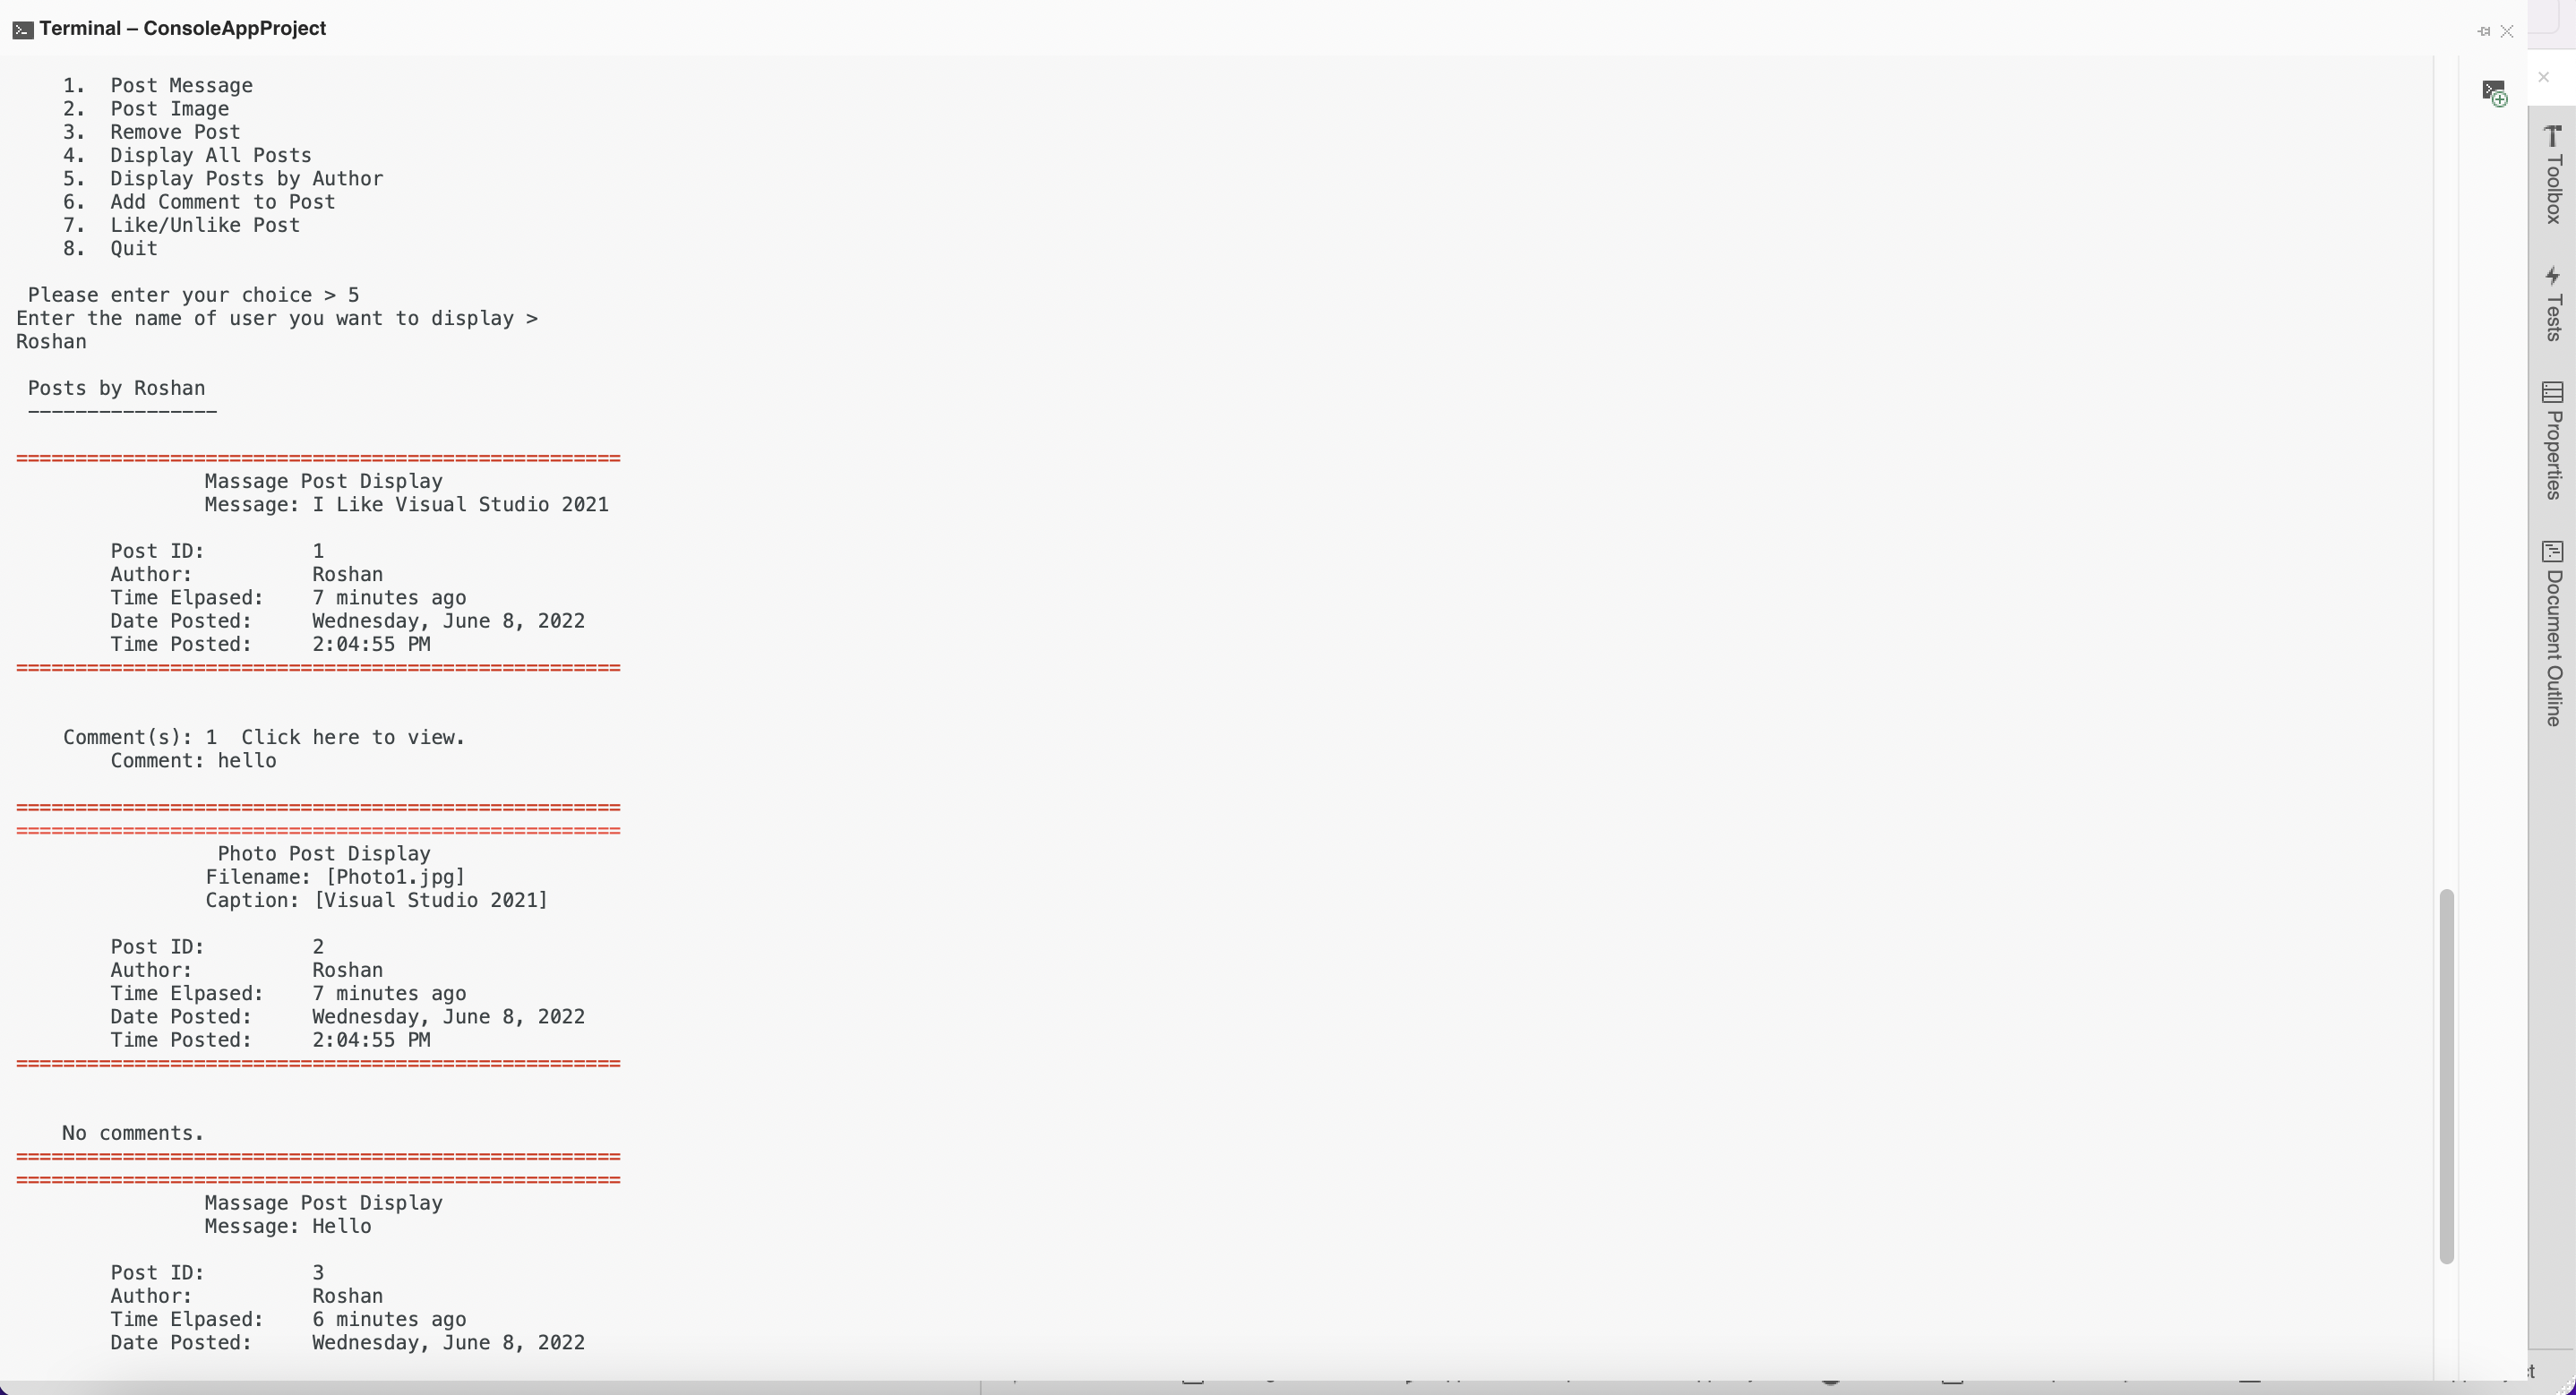 Terminal – ConsoleAppProject
1. Post Message
2. Post Image
3. Remove Post
4. Display All Posts
5. Display Posts by Author
6. Add Comment to Post
7. Like/Unlike Post
8. Quit
Please enter your choice > 5
Enter the name of user you want to display >
Roshan
Posts by Roshan
----------------
===================================================
Massage Post Display
Message: I Like Visual Studio 2021
Post ID: 1
Author: Roshan
Time Elpased: 7 minutes ago
Date Posted: Wednesday, June 8, 2022
Time Posted: 2:04:55 PM
===================================================
Comment(s): 1 Click here to view.
Comment: hello
===================================================
===================================================
Photo Post Display
Filename: [Photo1.jpg]
Caption: [Visual Studio 2021]
Post ID: 2
Author: Roshan
Time Elpased: 7 minutes ago
Date Posted: Wednesday, June 8, 2022
Time Posted: 2:04:55 PM
===================================================
No comments.
===================================================
===================================================
Massage Post Display
Message: Hello
Post ID: 3
Author: Roshan
Time Elpased: 6 minutes ago
Date Posted: Wednesday, June 8, 2022
Toolbox
Tests
Properties
Document Outline